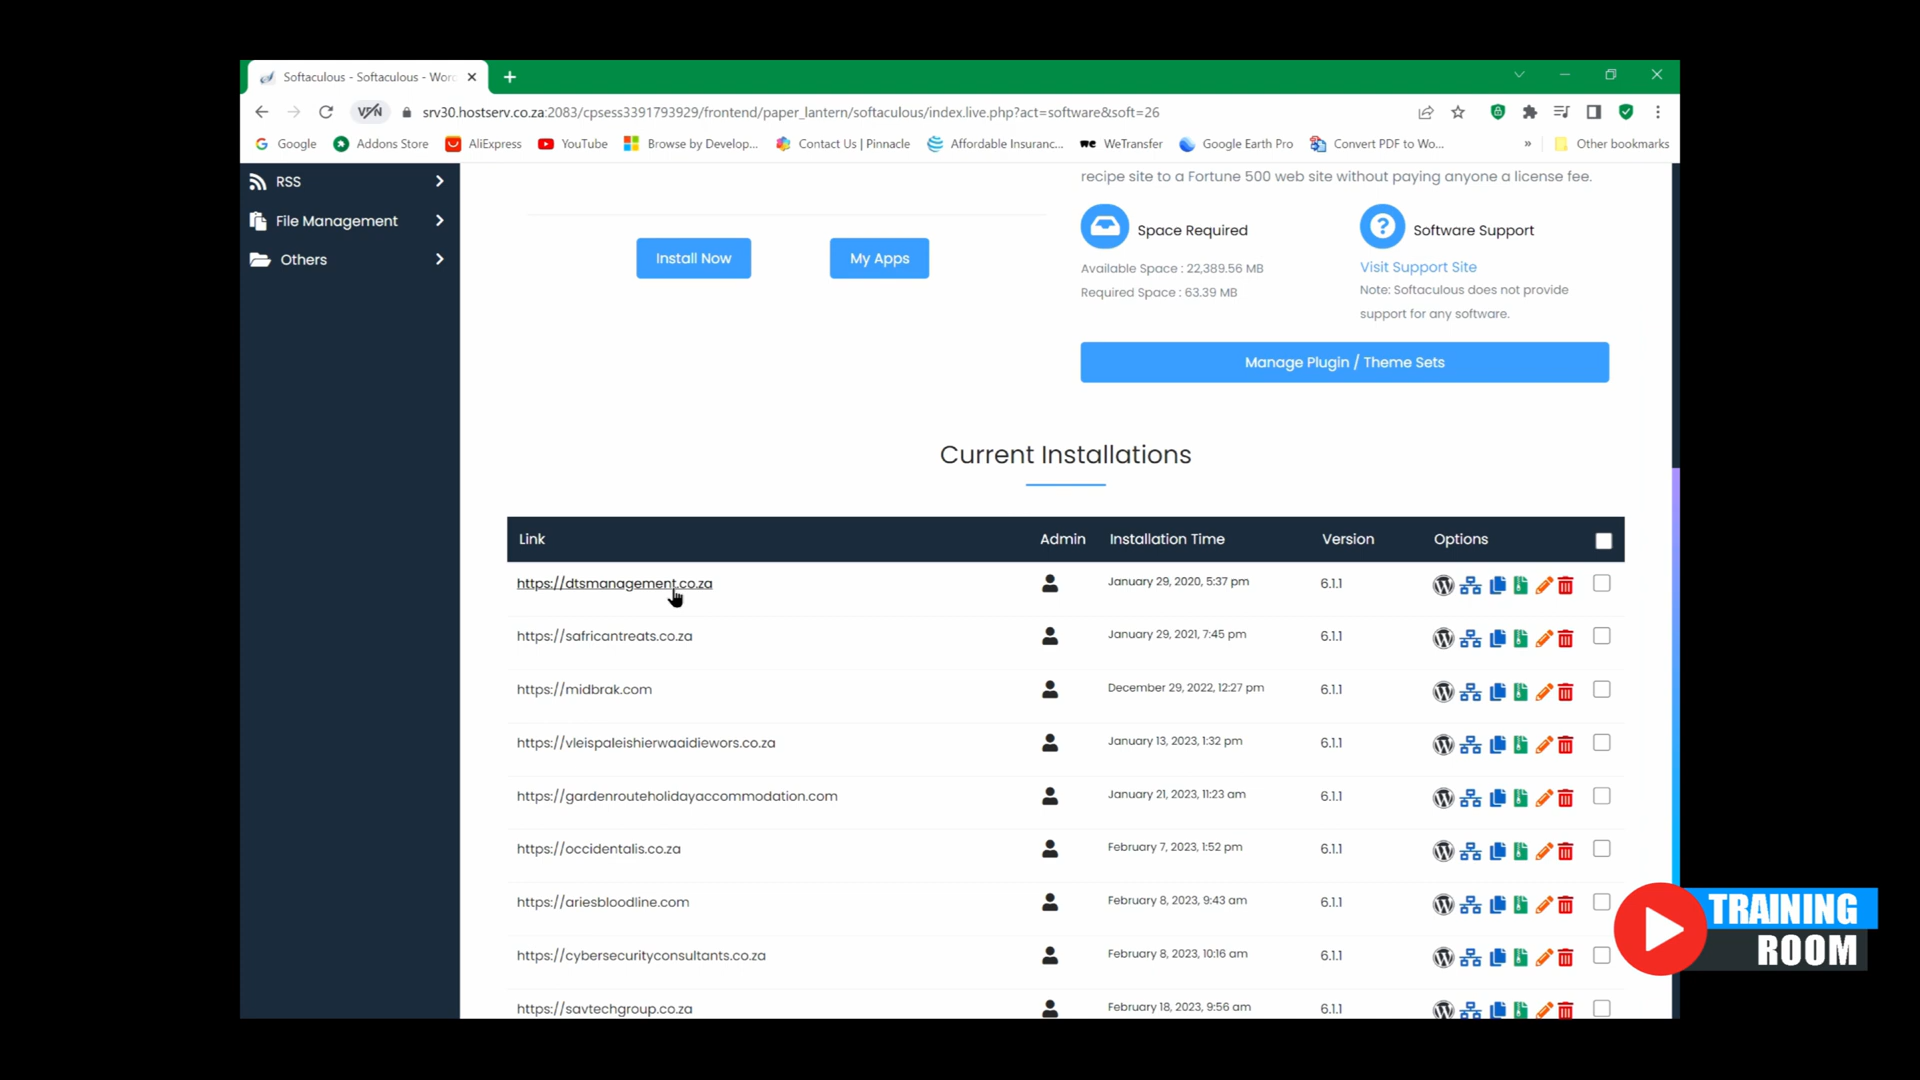 Softaculous - Softaculous - Worc
VPN
srv30.hostserv.co.za:2083/cpsess3391793929/frontend/paper_lantern/softaculous/index.live.php?act=software&soft=26
Google Addons Store AliExpress YouTube Browse by Develop... Contact Us | Pinnacle Affordable Insuranc... WeTransfer Google Earth Pro Convert PDF to Wo... » Other bookmarks
RSS
File Management
Others
recipe site to a Fortune 500 web site without paying anyone a license fee.
Install Now
My Apps
Space Required
Available Space : 22,389.56 MB
Required Space : 63.39 MB
Software Support
Visit Support Site
Note: Softaculous does not provide
support for any software.
Manage Plugin / Theme Sets
Current Installations
Link Admin Installation Time Version Options
https://dtsmanagement.co.za January 29, 2020, 5:37 pm 6.1.1
https://safricantreats.co.za January 29, 2021, 7:45 pm 6.1.1
https://midbrak.com December 29, 2022, 12:27 pm 6.1.1
https://vleispaleishierwaaidiewors.co.za January 13, 2023, 1:32 pm 6.1.1
https://gardenrouteholidayaccommodation.com January 21, 2023, 11:23 am 6.1.1
https://occidentalis.co.za February 7, 2023, 1:52 pm 6.1.1
https://ariesbloodline.com February 8, 2023, 9:43 am 6.1.1
https://cybersecurityconsultants.co.za February 8, 2023, 10:16 am 6.1.1
https://savtechgroup.co.za February 18, 2023, 9:56 am 6.1.1
TRAINING
ROOM